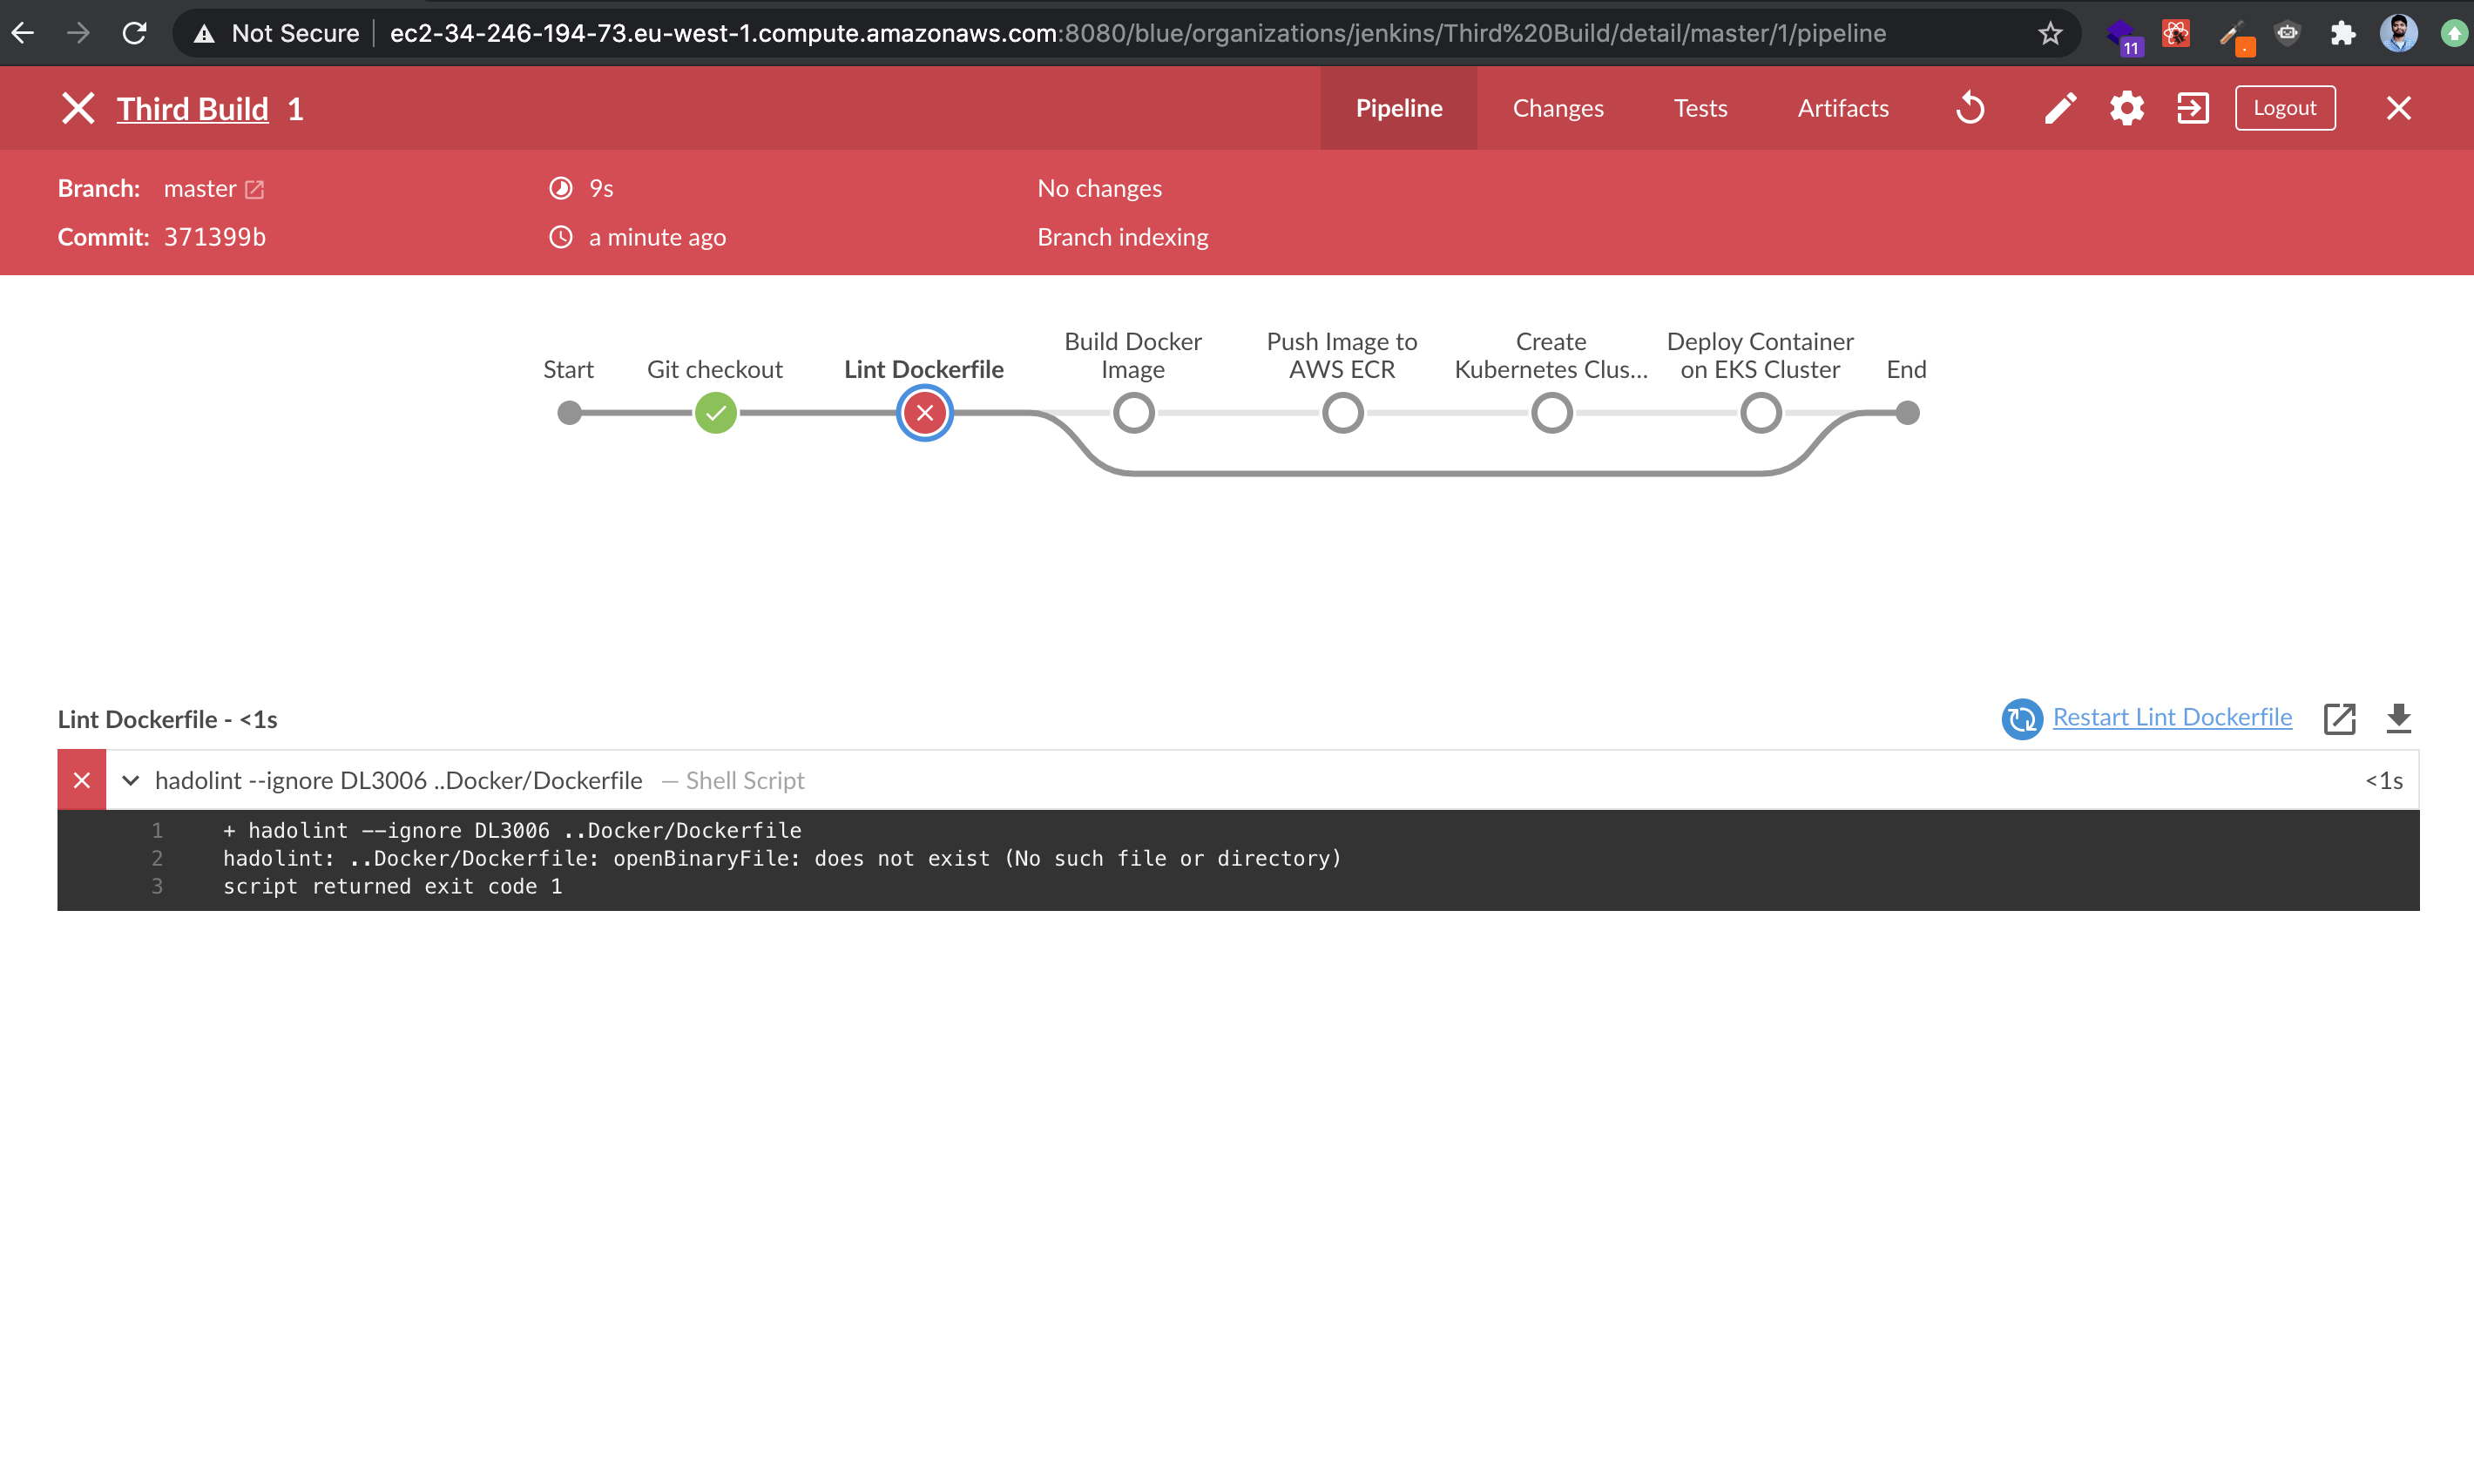 Not Secure ec2-34-246-194-73.eu-west-1.compute.amazonaws.com:8080/blue/organizations/jenkins/Third%20Build/detail/master/1/pipeline
11
Third Build 1
Pipeline
Changes
Tests
Artifacts
Logout
Branch: master
9s
No changes
Commit: 371399b
a minute ago
Branch indexing
Start
Git checkout
Lint Dockerfile
Build Docker
Image
Push Image to
AWS ECR
Create
Kubernetes Clus...
Deploy Container
on EKS Cluster
End
Lint Dockerfile - <1s
Restart Lint Dockerfile
hadolint --ignore DL3006 ..Docker/Dockerfile — Shell Script
<1s
1 + hadolint --ignore DL3006 ..Docker/Dockerfile
2 hadolint: ..Docker/Dockerfile: openBinaryFile: does not exist (No such file or directory)
3 script returned exit code 1